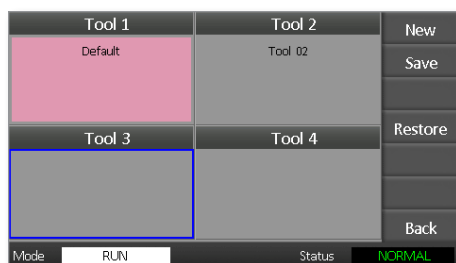 Tool 1
Default
Tool 2
Tool 02
Tool 3
Tool 4
New
Save
Restore
Back
Mode RUN Status NORMAL